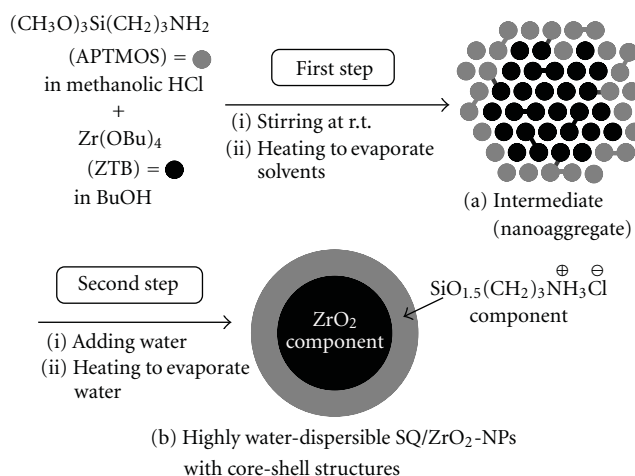 (CH₃O)₃Si(CH₂)₃NH₂
(APTMOS) =
in methanolic HCl
+
Zr(OBu)₄
(ZTB) =
in BuOH
First step
(i) Stirring at r.t.
(ii) Heating to evaporate
solvents
(a) Intermediate
(nanoaggregate)
Second step
(i) Adding water
(ii) Heating to evaporate
water
ZrO₂
component
⊕ ⊖
SiO₁.₅(CH₂)₃NH₃Cl
component
(b) Highly water-dispersible SQ/ZrO₂-NPs
with core-shell structures